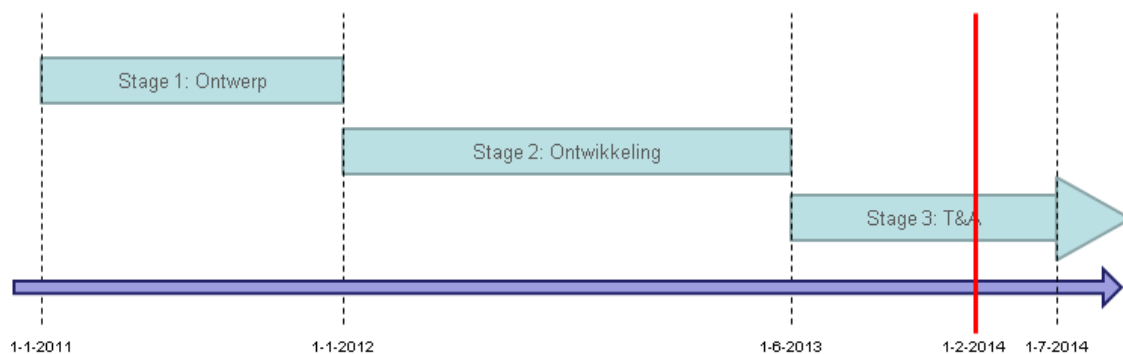 Stage 1: Ontwerp
Stage 2: Ontwikkeling
Stage 3: T&A
1-1-2011
1-1-2012
1-6-2013
1-2-2014
1-7-2014